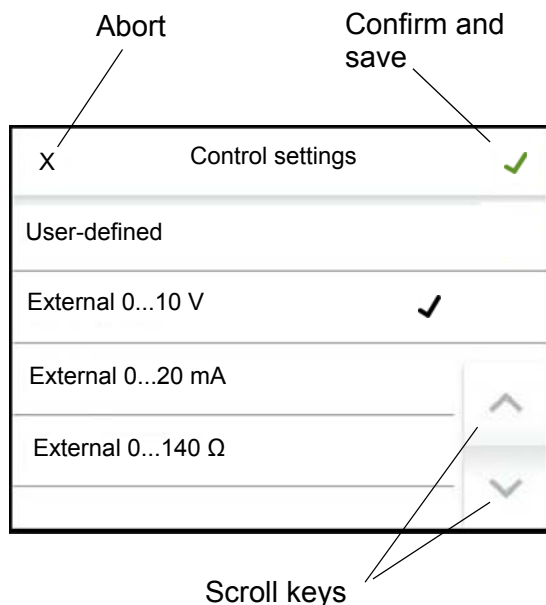 Abort
Confirm and
save
X Control settings
User-defined
External 0...10 V
External 0...20 mA
External 0...140 Ω
Scroll keys